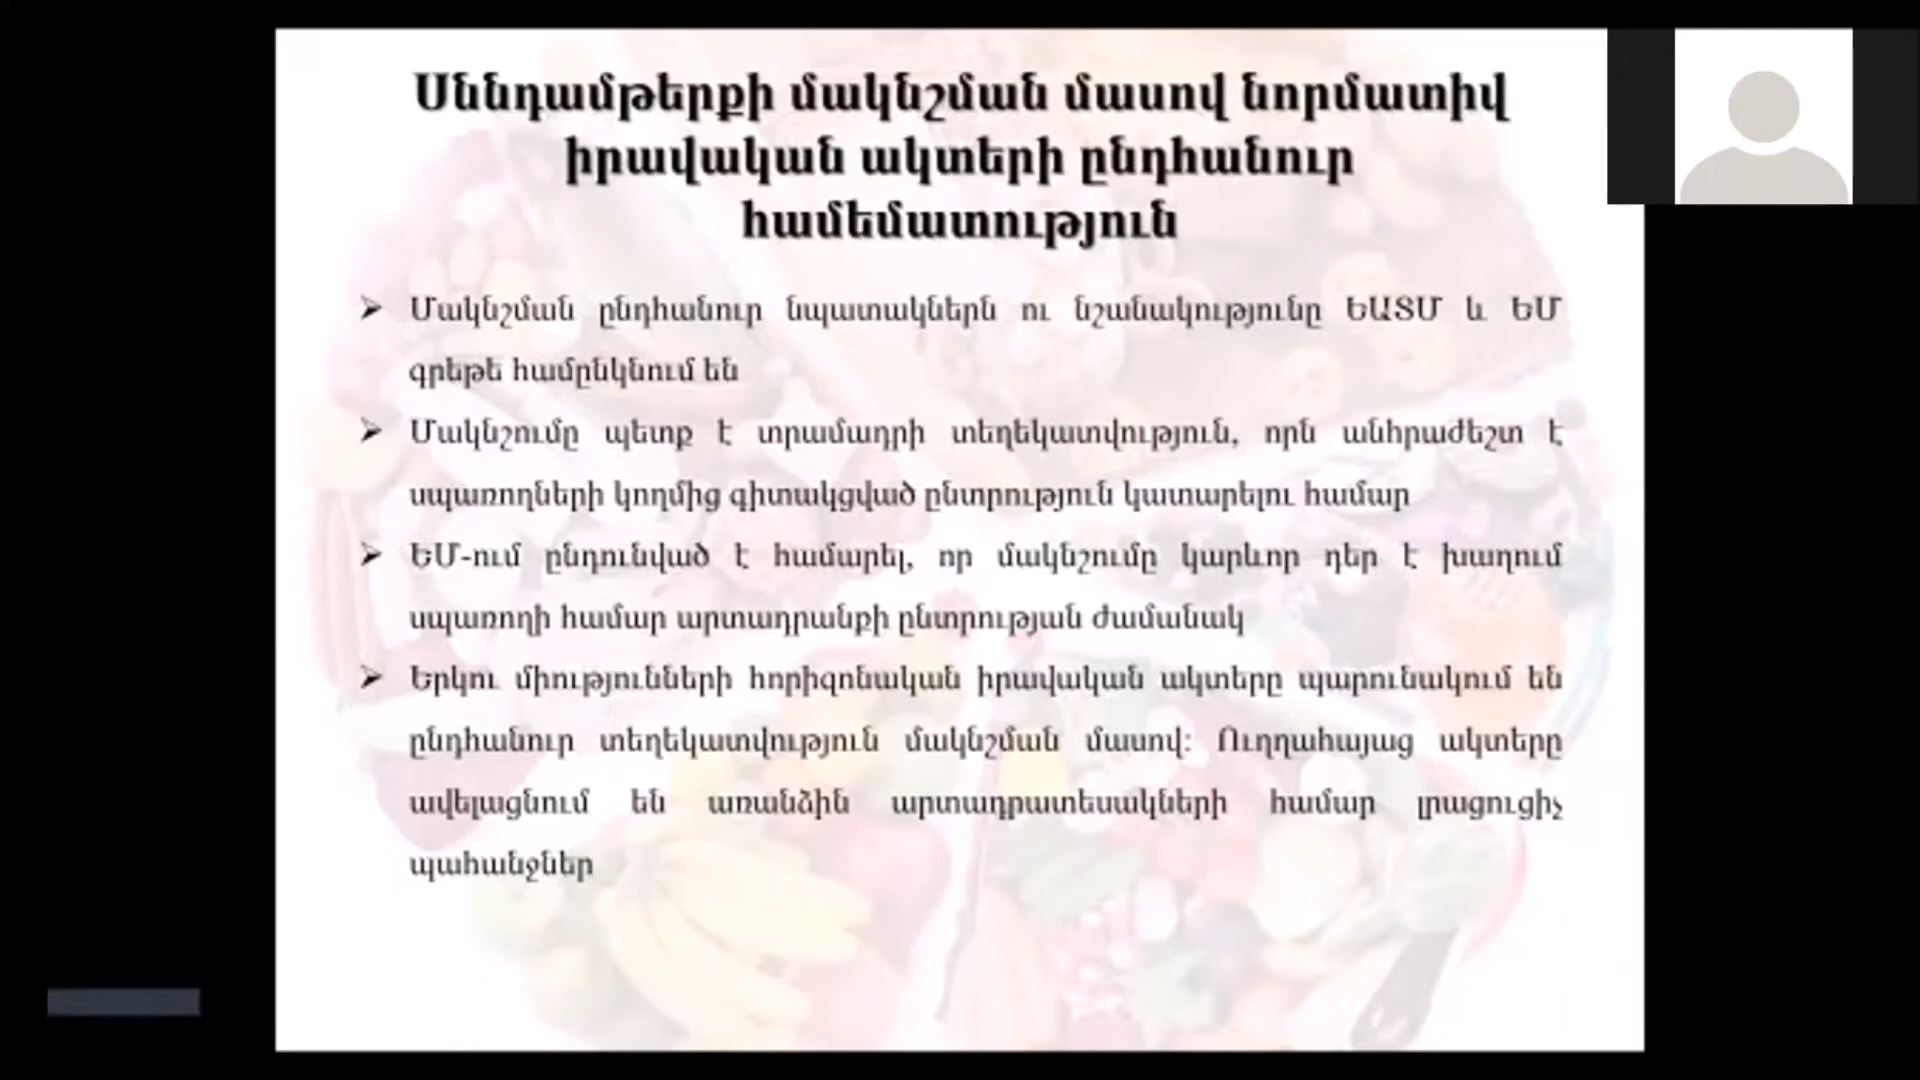 Սննդամթերքի մակնշման մասով նորմատիվ
իրավական ակտերի ընդհանուր
համեմատություն
➢ Մակնշման ընդհանուր նպատակներն ու նշանակությունը ԵԱՏՄ և ԵՄ
գրեթե համընկնում են
➢ Մակնշումը պետք է տրամադրի տեղեկատվություն, որն անհրաժեշտ է
սպառողների կողմից գիտակցված ընտրություն կատարելու համար
➢ ԵՄ-ում ընդունված է համարել, որ մակնշումը կարևոր դեր է խաղում
սպառողի համար արտադրանքի ընտրության ժամանակ
➢ Երկու միությունների հորիզոնական իրավական ակտերը պարունակում են
ընդհանուր տեղեկատվություն մակնշման մասով: Ուղղահայաց ակտերը
ավելացնում են առանձին արտադրատեսակների համար լրացուցիչ
պահանջներ